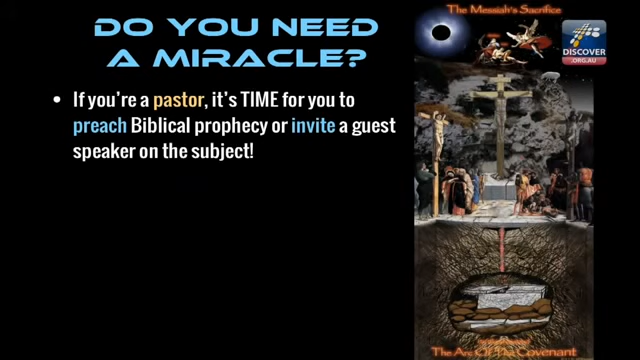 DO YOU NEED
A MIRACLE?
• If you're a pastor, it's TIME for you to
preach Biblical prophecy or invite a guest
speaker on the subject!
The Messiah's Sacrifice
DISCOVER
.ORG.AU
The Arc Of The Covenant